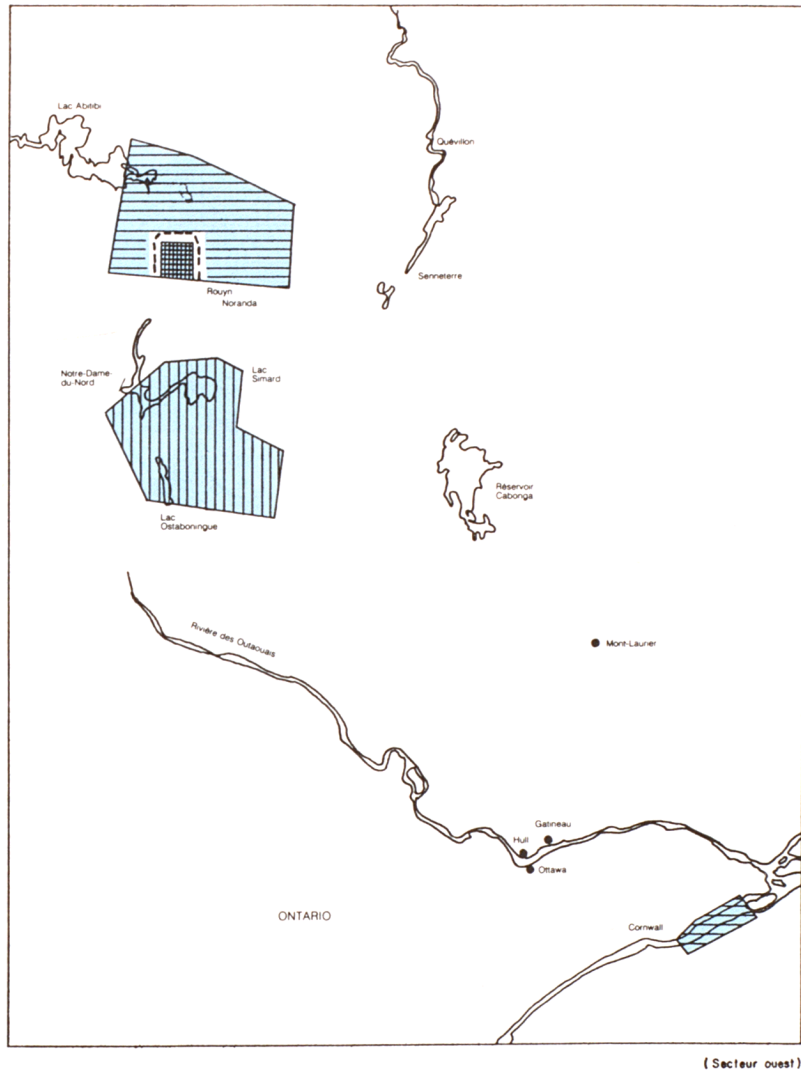 Lac Abitibi
Quévillon
Senneterre
Rouyn
Noranda
Notre-Dame-
du-Nord
Lac
Simard
Réservoir
Cabonga
Lac
Ostaboningue
Rivière des Outaouais
Mont-Laurier
Gatineau
Hull
Ottawa
ONTARIO
Cornwall
(Secteur ouest)